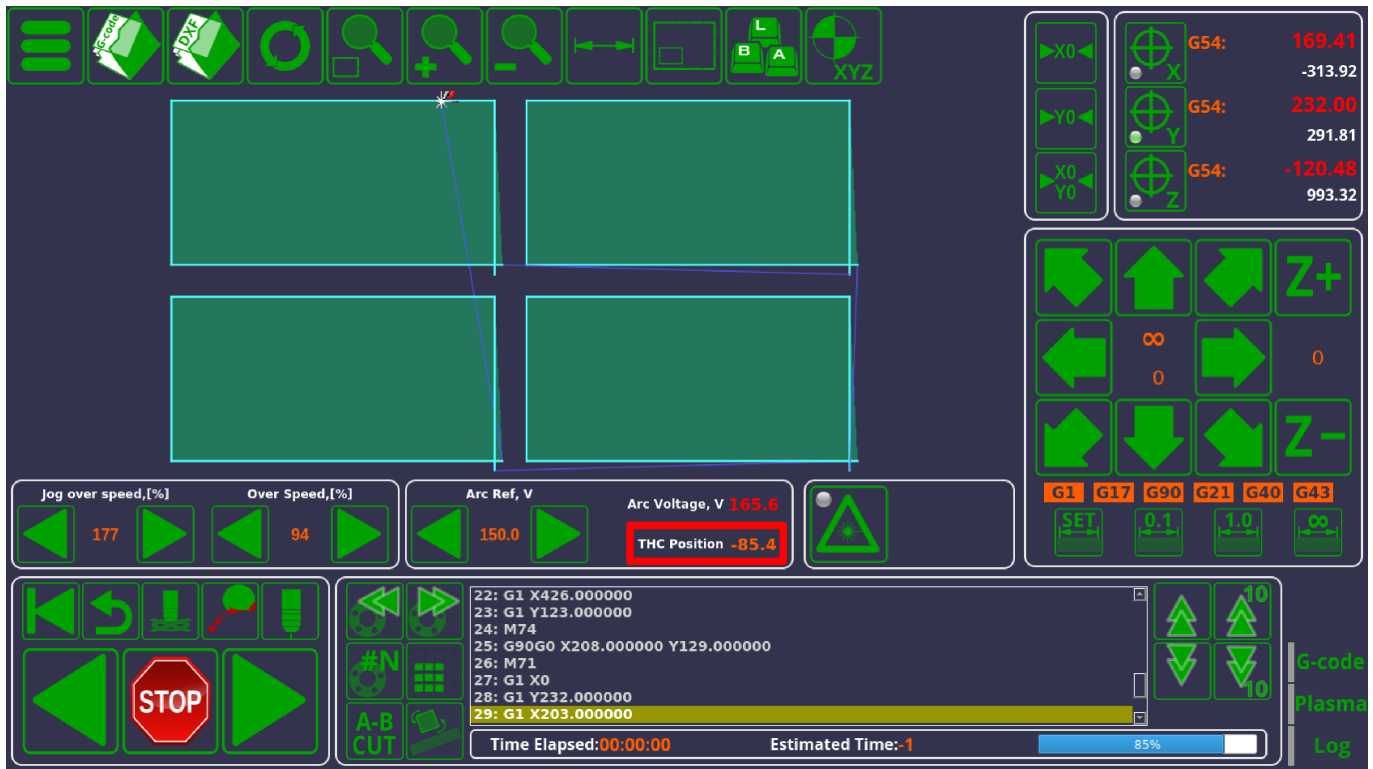 G-code
DXF
L
B
A
XYZ
X0
Y0
X0
Y0
X
G54:
169.41
-313.92
Y
G54:
232.00
291.81
Z
G54:
-120.48
993.32
Z+
∞
0
0
Z-
G1 G17 G90 G21 G40 G43
SET 0.1 1.0 ∞
Jog over speed,[%] Over Speed,[%]
177 94
Arc Ref, V
150.0
Arc Voltage, V 165.6
THC Position -85.4
STOP
#N
A-B
CUT
22: G1 X426.000000
23: G1 Y123.000000
24: M74
25: G90G0 X208.000000 Y129.000000
26: M71
27: G1 X0
28: G1 Y232.000000
29: G1 X203.000000
Time Elapsed:00:00:00 Estimated Time:-1 85%
10
10
G-code
Plasma
Log